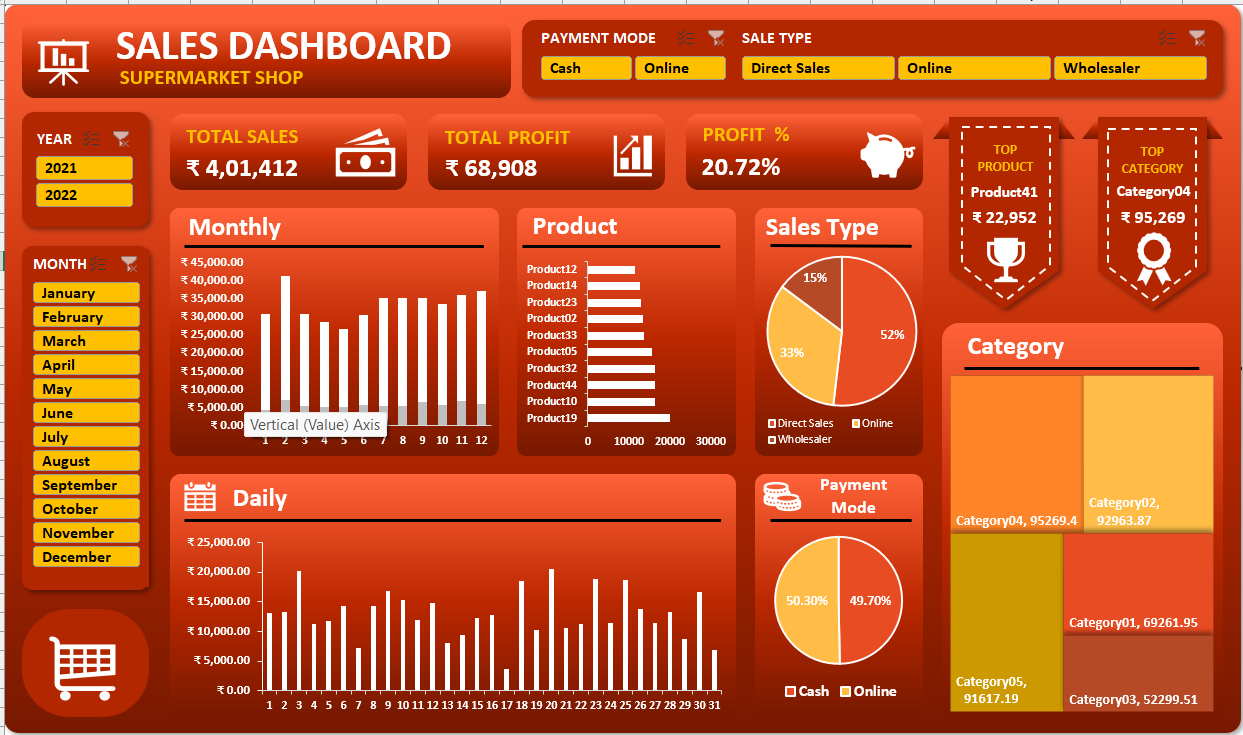 SALES DASHBOARD
SUPERMARKET SHOP
PAYMENT MODE
Cash
Online
SALE TYPE
Direct Sales
Online
Wholesaler
YEAR
2021
2022
TOTAL SALES
₹ 4,01,412
TOTAL PROFIT
₹ 68,908
PROFIT %
20.72%
TOP
PRODUCT
Product41
₹ 22,952
TOP
CATEGORY
Category04
₹ 95,269
MONTH
January
February
March
April
May
June
July
August
September
October
November
December
Monthly
₹ 45,000.00
₹ 40,000.00
₹ 35,000.00
₹ 30,000.00
₹ 25,000.00
₹ 20,000.00
₹ 15,000.00
₹ 10,000.00
₹ 5,000.00
₹ 0.00
Vertical (Value) Axis
1 2 3 4 5 6 7 8 9 10 11 12
Product
Product12
Product14
Product23
Product02
Product33
Product05
Product32
Product44
Product10
Product19
0 10000 20000 30000
Sales Type
15%
52%
33%
Direct Sales Online
Wholesaler
Category
Category04, 95269.4
Category02,
92963.87
Category01, 69261.95
Category05,
91617.19
Category03, 52299.51
Daily
₹ 25,000.00
₹ 20,000.00
₹ 15,000.00
₹ 10,000.00
₹ 5,000.00
₹ 0.00
1 2 3 4 5 6 7 8 9 10 11 12 13 14 15 16 17 18 19 20 21 22 23 24 25 26 27 28 29 30 31
Payment
Mode
50.30% 49.70%
Cash Online